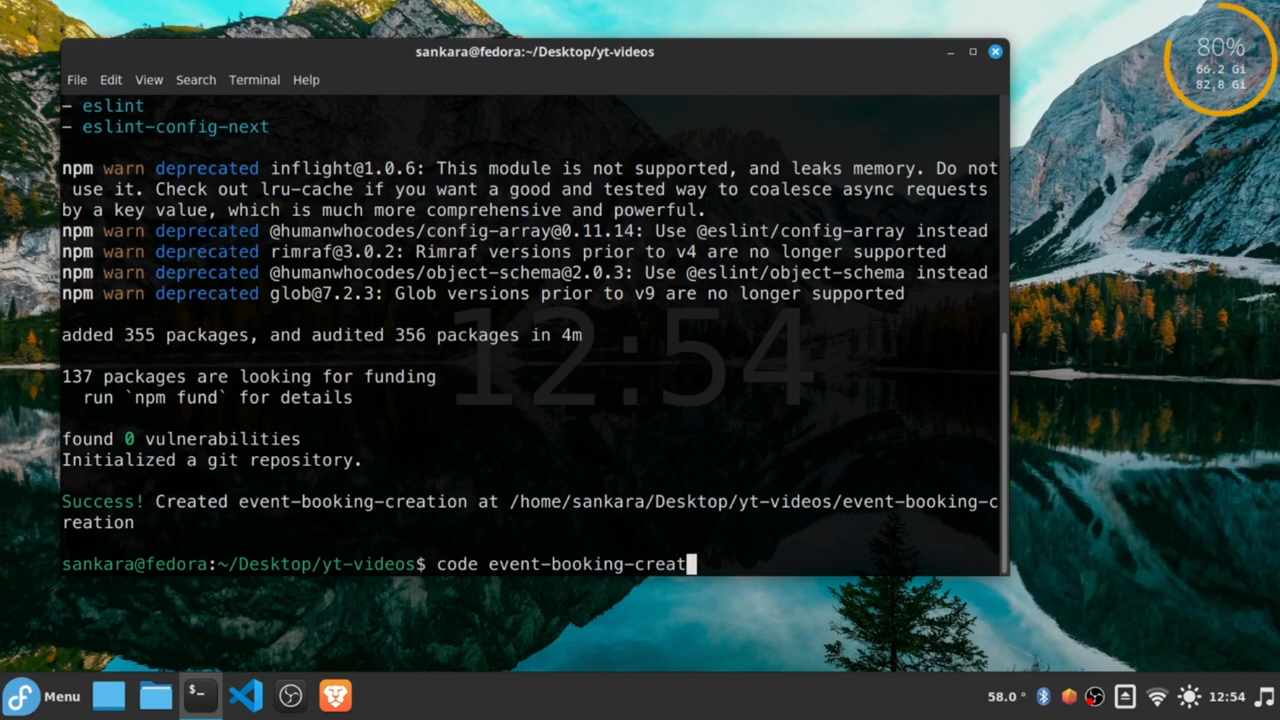 sankara@fedora:~/Desktop/yt-videos
80%
66.2 Gi
82.8 Gi
File Edit View Search Terminal Help
– eslint
– eslint-config-next
npm warn deprecated inflight@1.0.6: This module is not supported, and leaks memory. Do not
use it. Check out lru-cache if you want a good and tested way to coalesce async requests
by a key value, which is much more comprehensive and powerful.
npm warn deprecated @humanwhocodes/config-array@0.11.14: Use @eslint/config-array instead
npm warn deprecated rimraf@3.0.2: Rimraf versions prior to v4 are no longer supported
npm warn deprecated @humanwhocodes/object-schema@2.0.3: Use @eslint/object-schema instead
npm warn deprecated glob@7.2.3: Glob versions prior to v9 are no longer supported
added 355 packages, and audited 356 packages in 4m
12:54
137 packages are looking for funding
run `npm fund` for details
found 0 vulnerabilities
Initialized a git repository.
Success! Created event-booking-creation at /home/sankara/Desktop/yt-videos/event-booking-c
reation
sankara@fedora:~/Desktop/yt-videos$ code event-booking-creat
$-
Menu
58.0 °
12:54